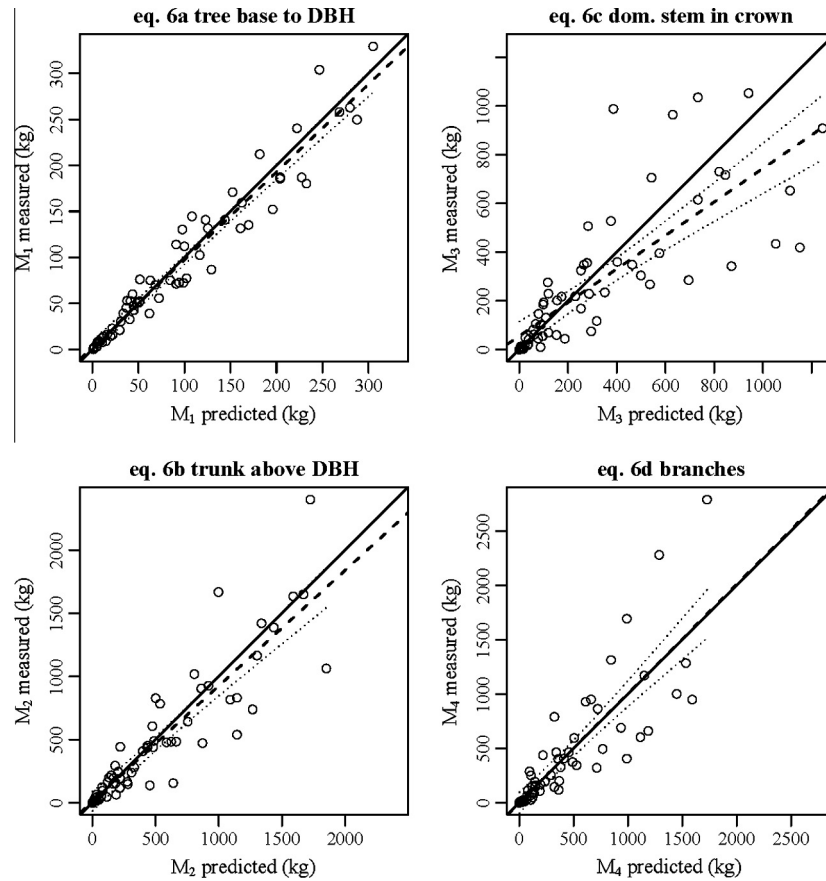 eq. 6a tree base to DBH
M1 measured (kg)
0 50 100 150 200 250 300
0 50 100 150 200 250 300
M1 predicted (kg)
eq. 6c dom. stem in crown
M3 measured (kg)
0 200 400 600 800 1000
0 200 400 600 800 1000
M3 predicted (kg)
eq. 6b trunk above DBH
M2 measured (kg)
0 500 1000 1500 2000
0 500 1000 1500 2000
M2 predicted (kg)
eq. 6d branches
M4 measured (kg)
0 500 1000 1500 2000 2500
0 500 1000 1500 2000 2500
M4 predicted (kg)